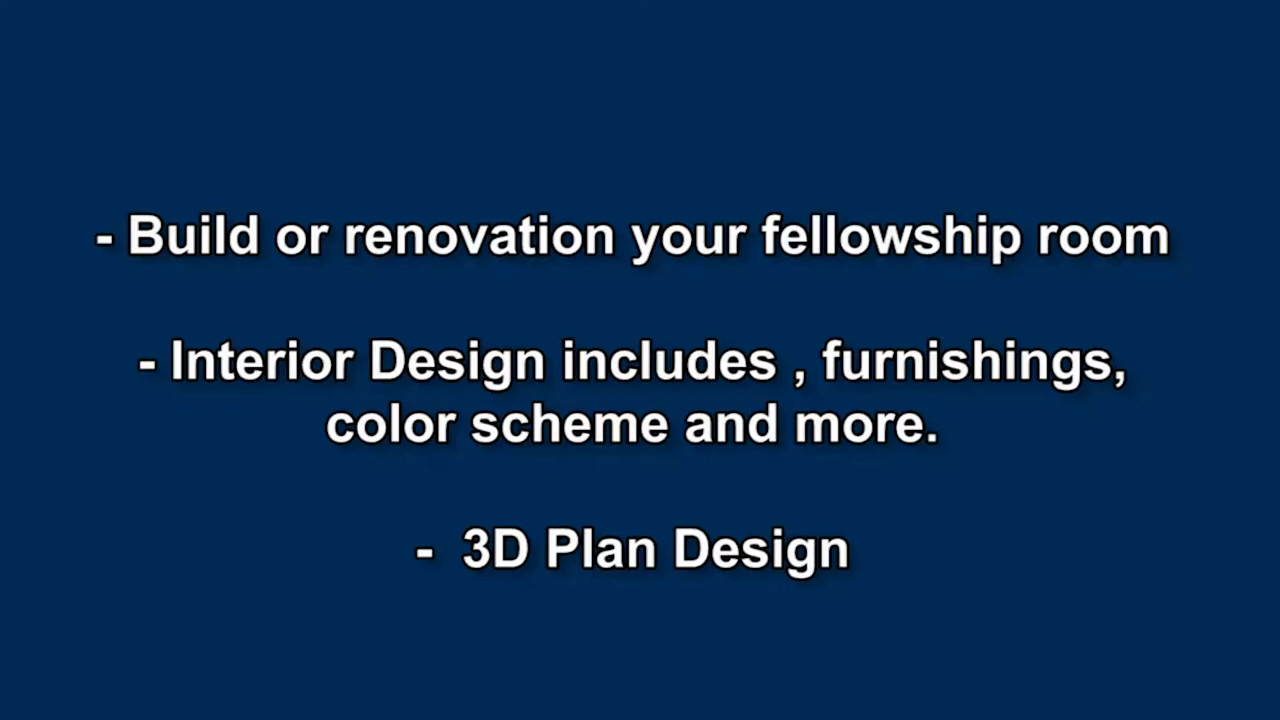 - Build or renovation your fellowship room
- Interior Design includes , furnishings,
color scheme and more.
-  3D Plan Design